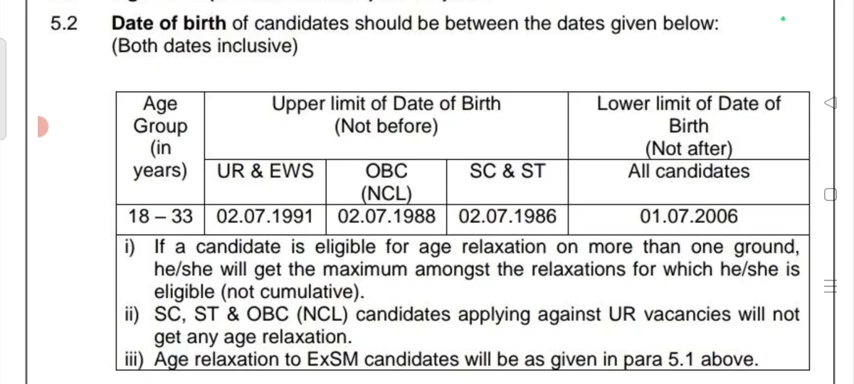 5.2 Date of birth of candidates should be between the dates given below:
(Both dates inclusive)
Age Group (in years) Upper limit of Date of Birth (Not before) Lower limit of Date of Birth (Not after)
UR & EWS OBC (NCL) SC & ST All candidates
18 – 33 02.07.1991 02.07.1988 02.07.1986 01.07.2006
i) If a candidate is eligible for age relaxation on more than one ground,
he/she will get the maximum amongst the relaxations for which he/she is
eligible (not cumulative).
ii) SC, ST & OBC (NCL) candidates applying against UR vacancies will not
get any age relaxation.
iii) Age relaxation to ExSM candidates will be as given in para 5.1 above.